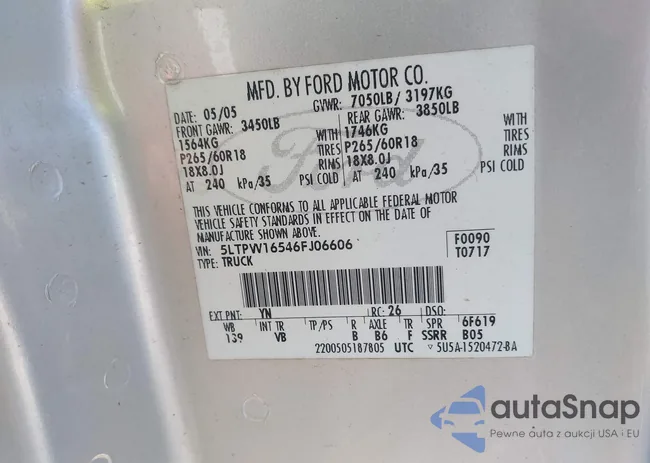 MFD. BY FORD MOTOR CO.
DATE: 05/05 GVWR: 7050LB/ 3197KG
FRONT GAWR: 3450LB REAR GAWR: 3850LB
1564KG WITH 1746KG WITH
P265/60R18 TIRES P265/60R18 TIRES
18X8.0J RIMS 18X8.0J RIMS
AT 240 kPa/35 PSI COLD AT 240 kPa/35 PSI COLD
Ford
THIS VEHICLE CONFORMS TO ALL APPLICABLE FEDERAL MOTOR
VEHICLE SAFETY STANDARDS IN EFFECT ON THE DATE OF
MANUFACTURE SHOWN ABOVE.
VIN: 5LTPW16546FJ06606 F0090
TYPE: TRUCK T0717
EXT PNT: YN RC: 26 DSO:
WB INT TR TP/PS R AXLE TR SPR 6F619
139 VB B B6 F SSRR B05
2200505187805 UTC 5U5A-1520472-BA
autaSnap
Pewne auta z aukcji USA i EU